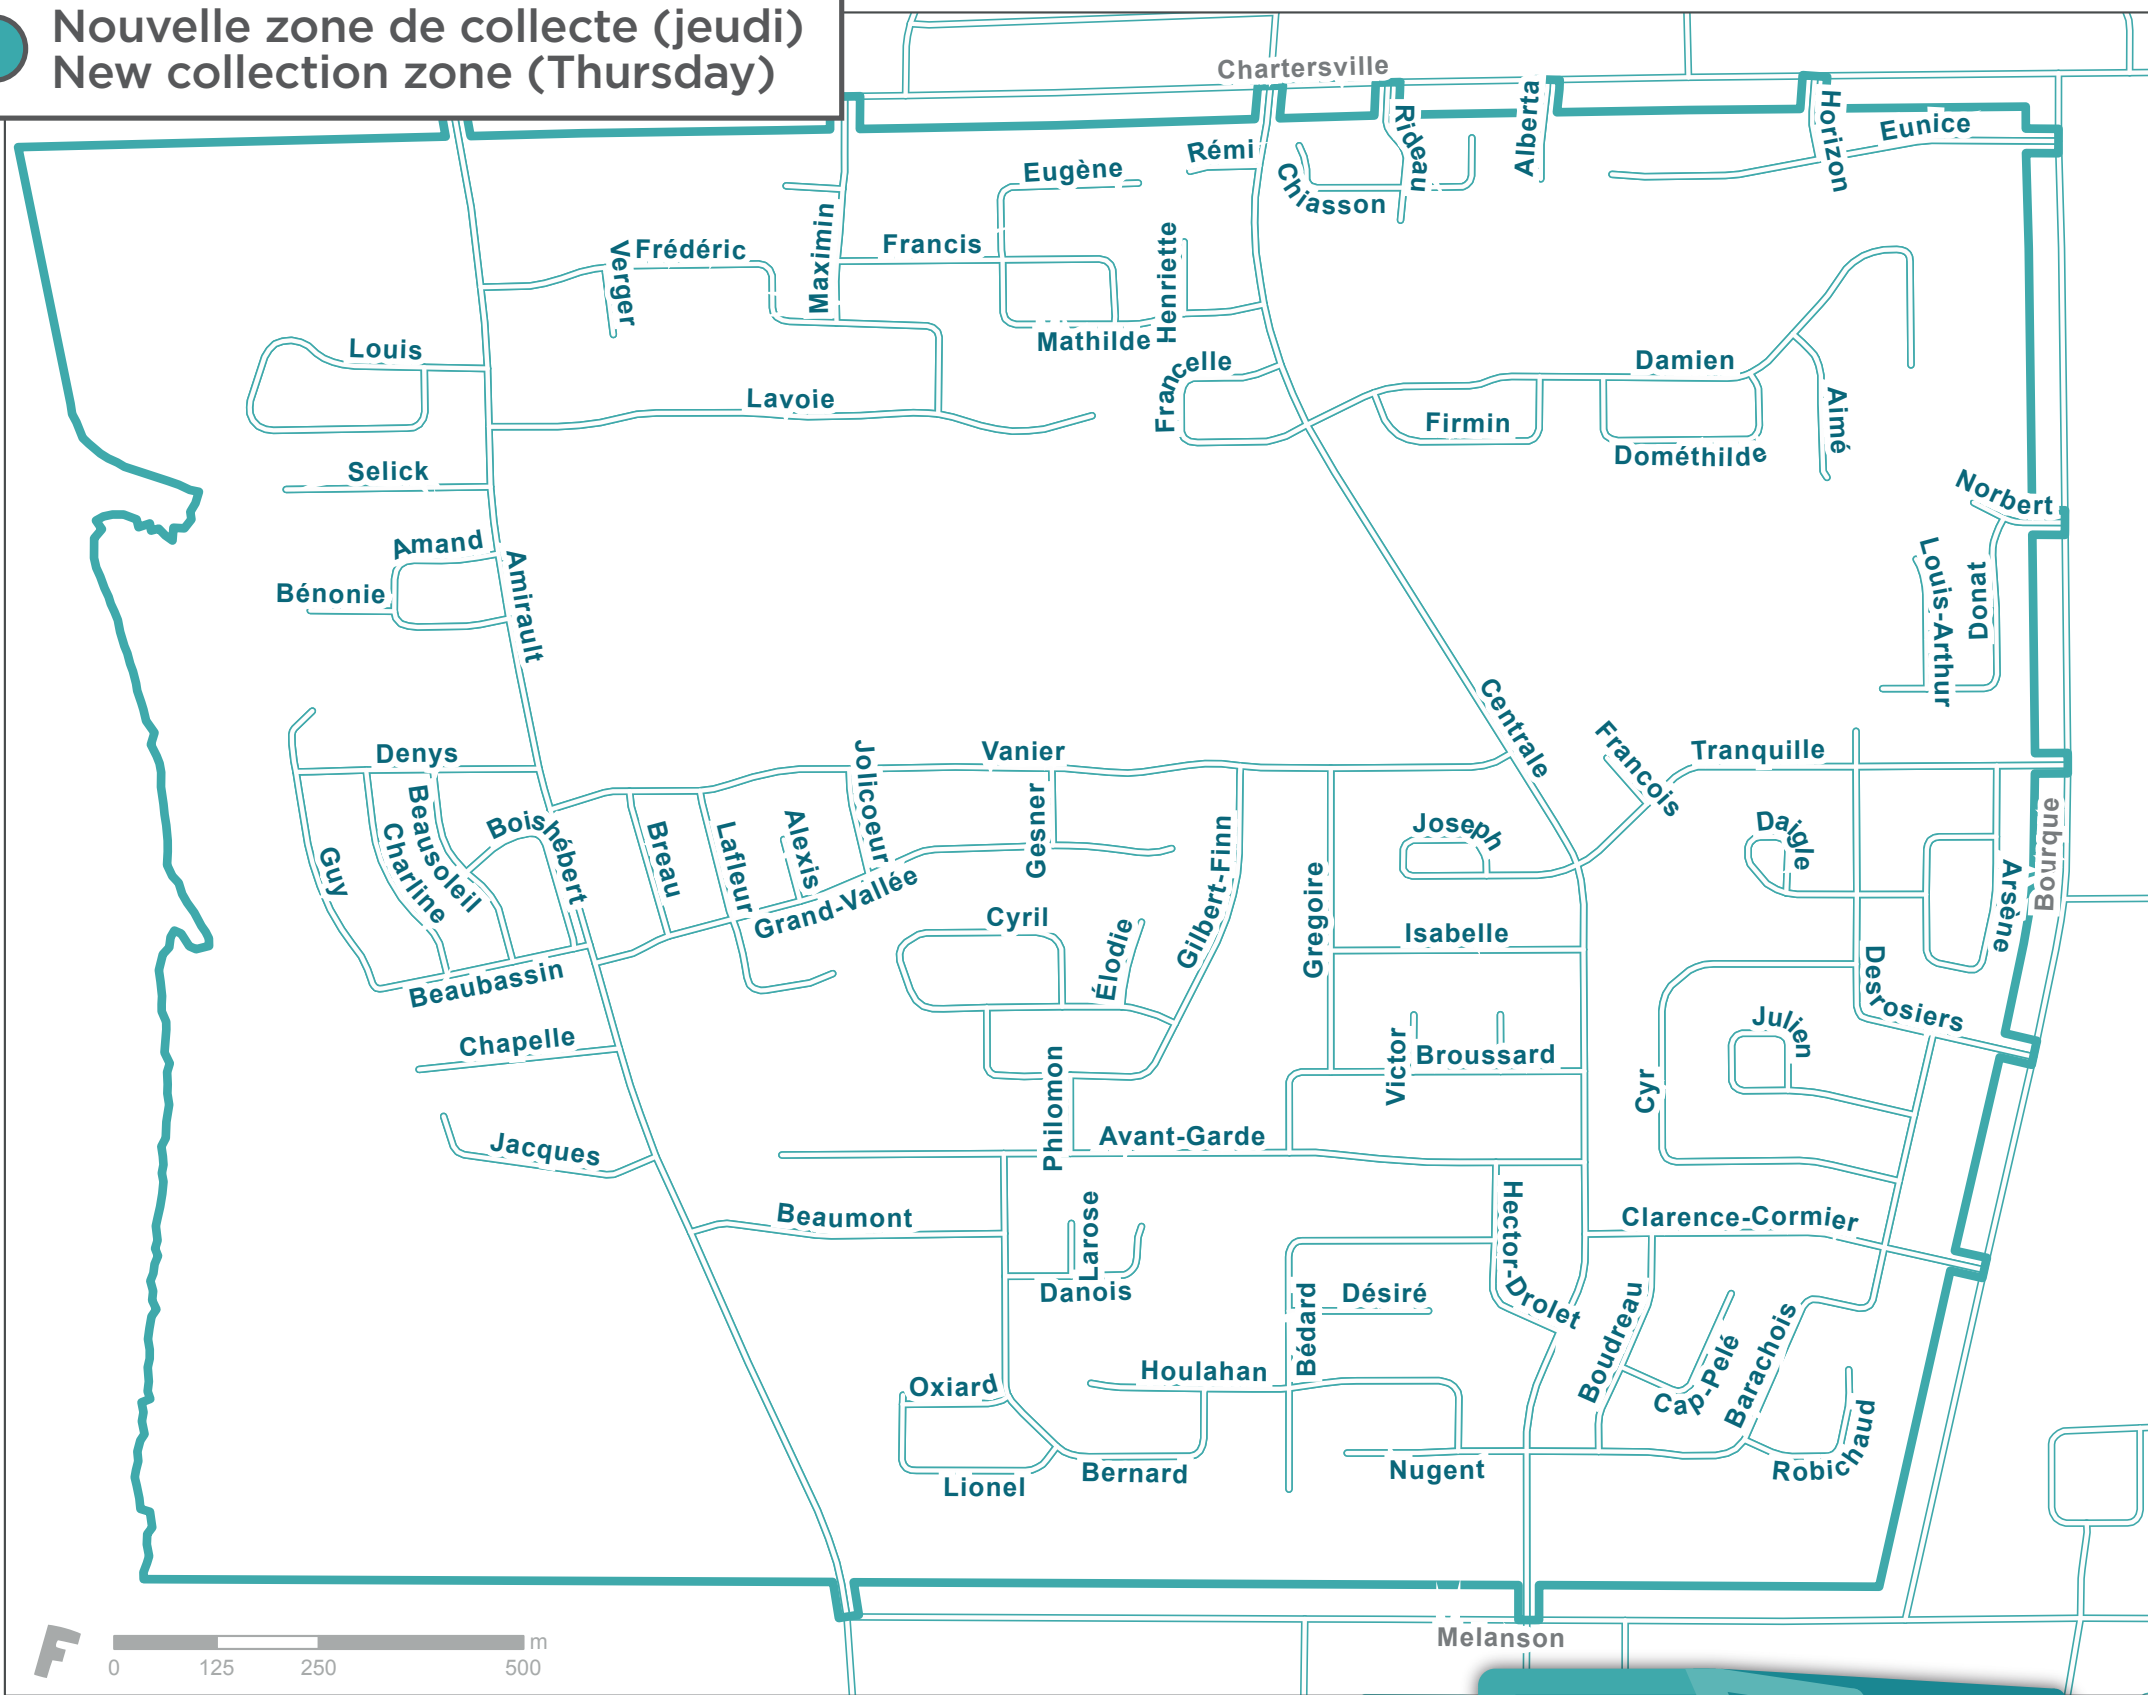 Nouvelle zone de collecte (jeudi)
New collection zone (Thursday)
Chartersville
Rideau
Alberta
Horizon
Eunice
Rémi
Eugène
Chiasson
Maximin
Francis
Henriette
Verger
Frédéric
Mathilde
Louis
Francelle
Damien
Aimé
Lavoie
Firmin
Dométhilde
Selick
Norbert
Amand
Amirault
Louis-Arthur
Donat
Bénonie
Centrale
Francois
Tranquille
Denys
Jolicoeur
Vanier
Gesner
Bourque
Beausoleil
Boishébert
Charline
Guy
Breau
Lafleur
Alexis
Gilbert-Finn
Joseph
Daigle
Arsène
Gregoire
Grand-Vallée
Cyril
Élodie
Isabelle
Beaubassin
Desrosiers
Chapelle
Julien
Victor
Broussard
Philomon
Cyr
Jacques
Avant-Garde
Larose
Hector-Drolet
Beaumont
Clarence-Cormier
Danois
Bédard
Désiré
Boudreau
Cap-Pelé
Barachois
Oxiard
Houlahan
Robichaud
Lionel
Bernard
Nugent
Melanson
F
m
0 125 250 500